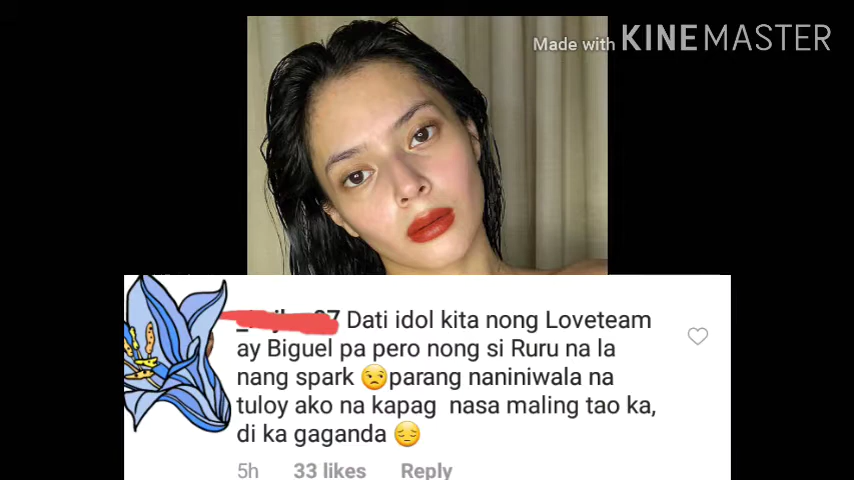 Made with KINEMASTER
Dati idol kita nong Loveteam
ay Biguel pa pero nong si Ruru na la
nang spark 😒parang naniniwala na
tuloy ako na kapag nasa maling tao ka,
di ka gaganda 😔
5h 33 likes Reply